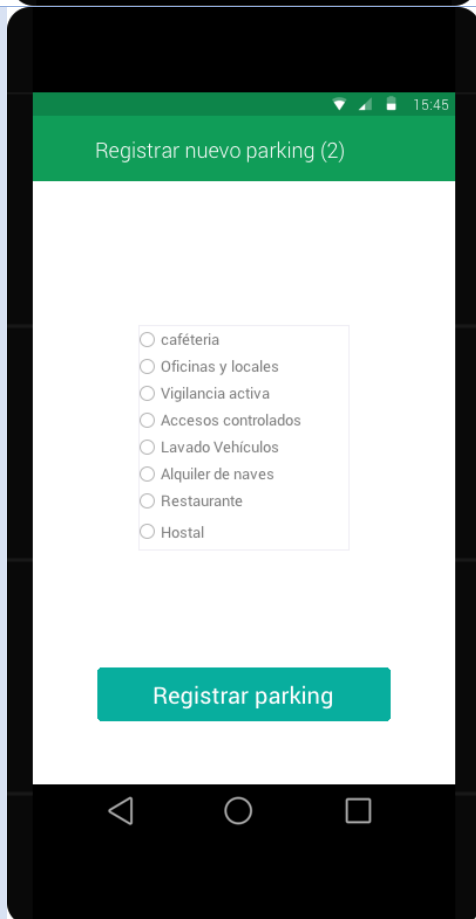 15:45
Registrar nuevo parking (2)
caféteria
Oficinas y locales
Vigilancia activa
Accesos controlados
Lavado Vehículos
Alquiler de naves
Restaurante
Hostal
Registrar parking